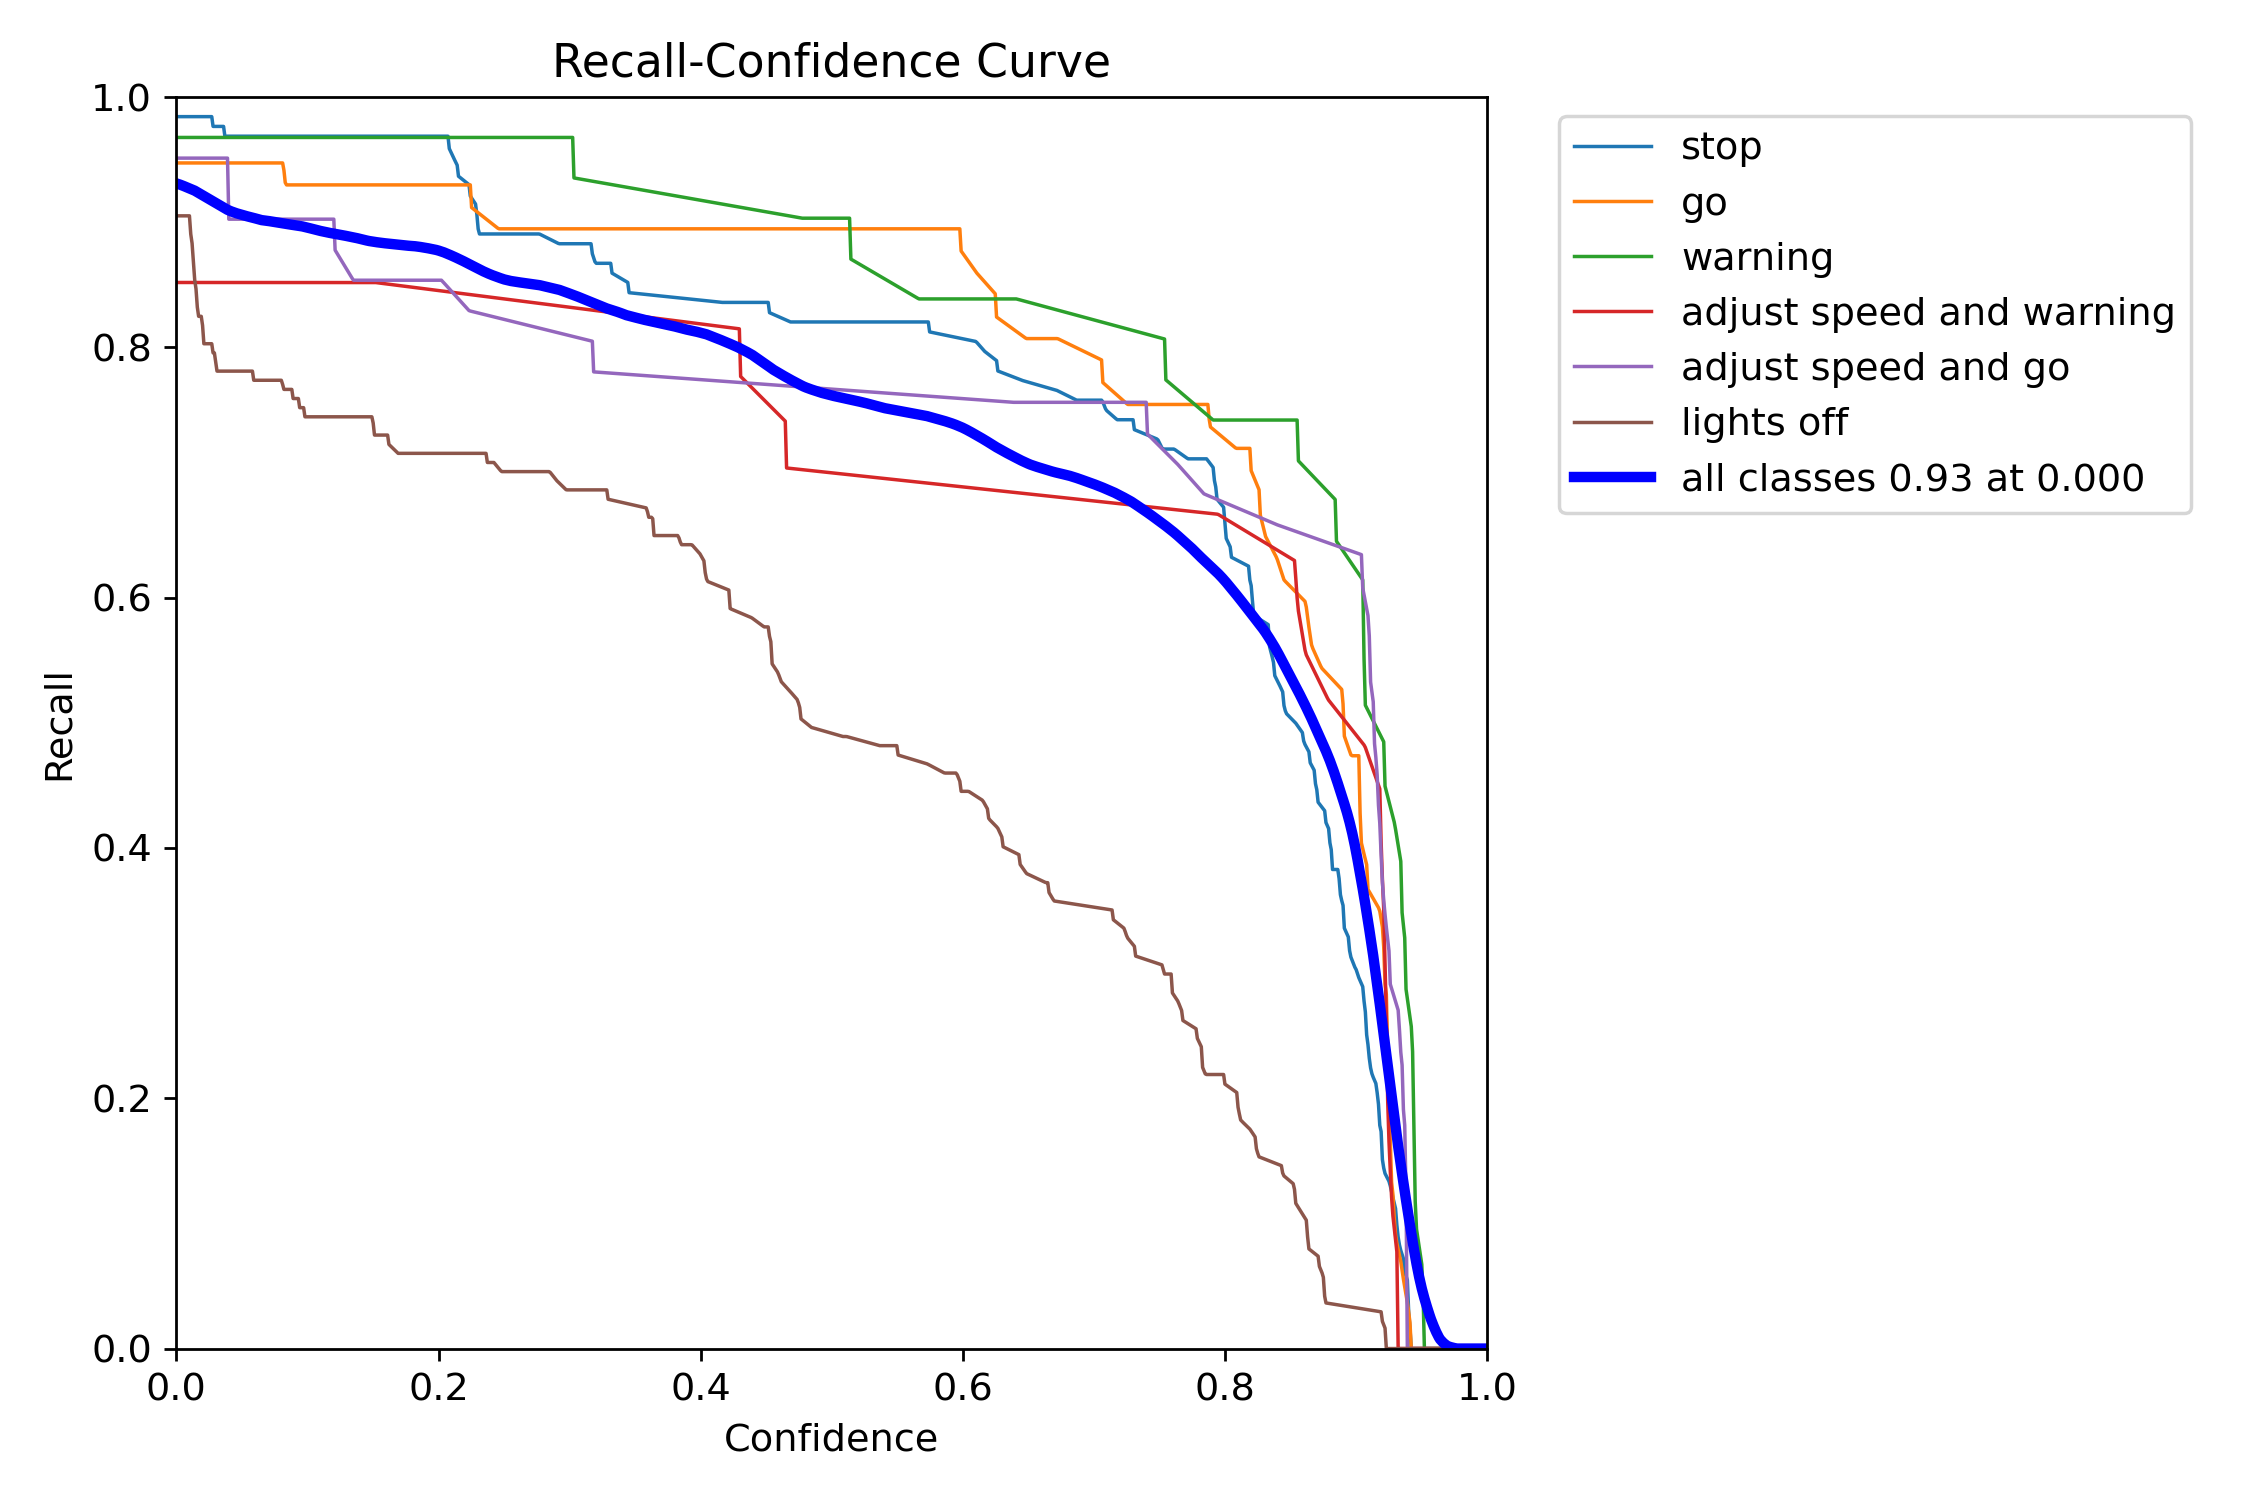 Recall-Confidence Curve
1.0
0.8
0.6
0.4
0.2
0.0
Recall
0.0 0.2 0.4 0.6 0.8 1.0
Confidence
stop
go
warning
adjust speed and warning
adjust speed and go
lights off
all classes 0.93 at 0.000